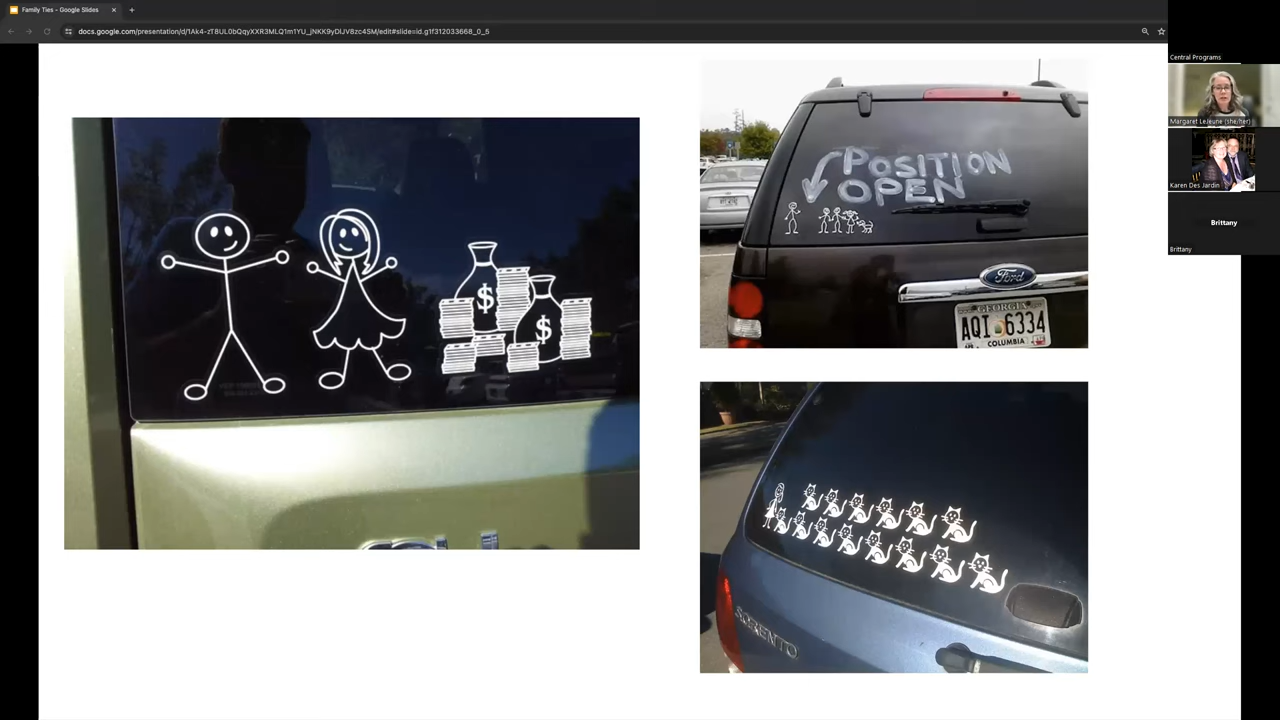 Family Ties - Google Slides
docs.google.com/presentation/d/1Ak4-zT8UL0bQqyXXR3MLQ1m1YU_jNKK9yDIJV8zc4SM/edit#slide=id.g1f312033668_0_5
POSITION
OPEN
Ford
GEORGIA
AQI 6334
COLUMBIA
$
$
SORENTO
Central Programs
Margaret LeJeune (she/her)
Karen Des Jardin
Brittany
Brittany